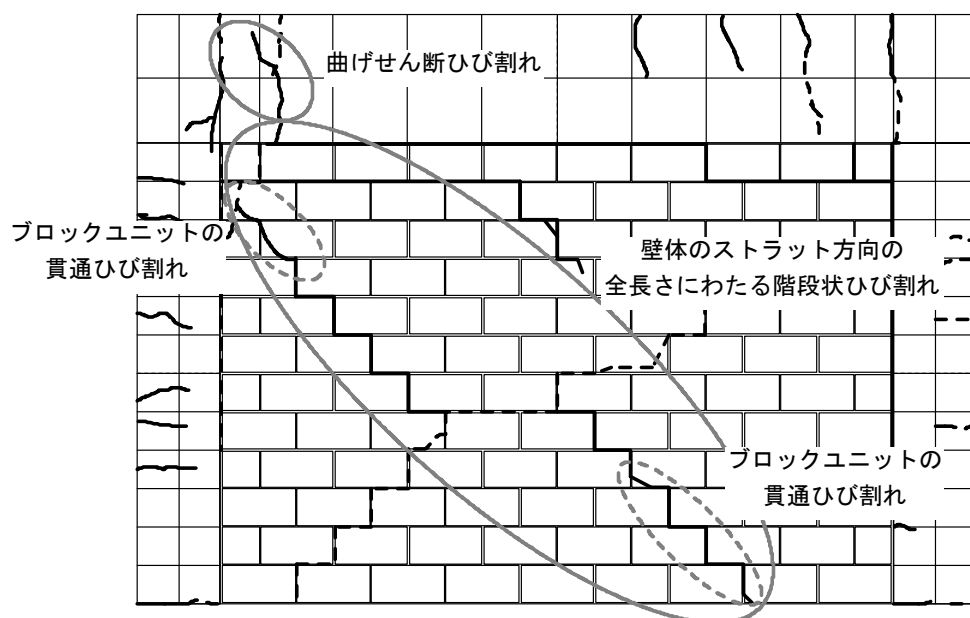 曲げせん断ひび割れ
ブロックユニットの
貫通ひび割れ
壁体のストラット方向の
全長さにわたる階段状ひび割れ
ブロックユニットの
貫通ひび割れ